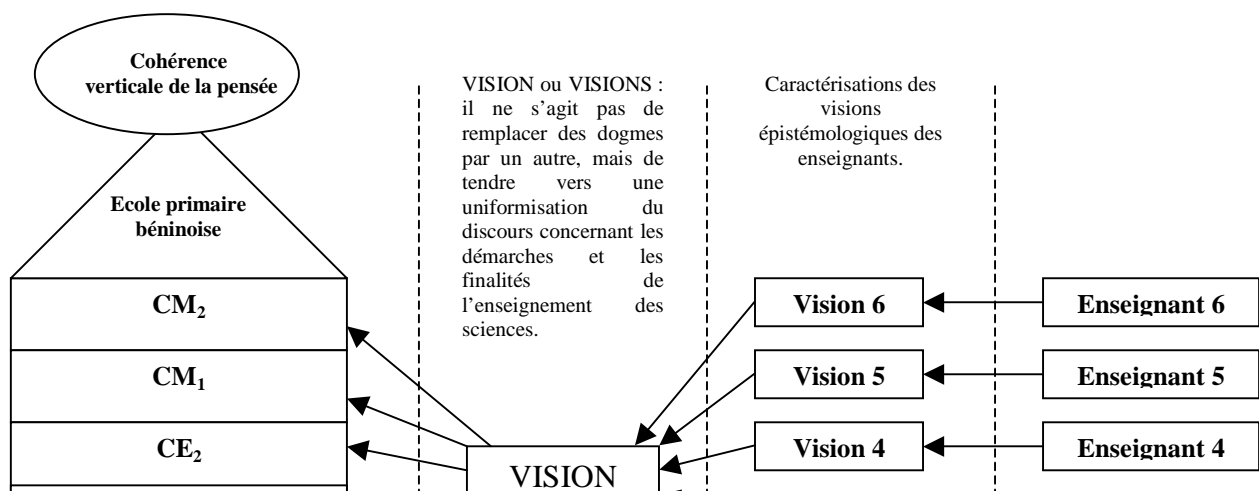 Cohérence
verticale de la pensée
Ecole primaire
béninoise
CM2
CM1
CE2
VISION ou VISIONS :
il ne s’agit pas de
remplacer des dogmes
par un autre, mais de
tendre vers une
uniformisation du
discours concernant les
démarches et les
finalités de
l’enseignement des
sciences.
VISION
Caractérisations des
visions
épistémologiques des
enseignants.
Vision 6
Vision 5
Vision 4
Enseignant 6
Enseignant 5
Enseignant 4